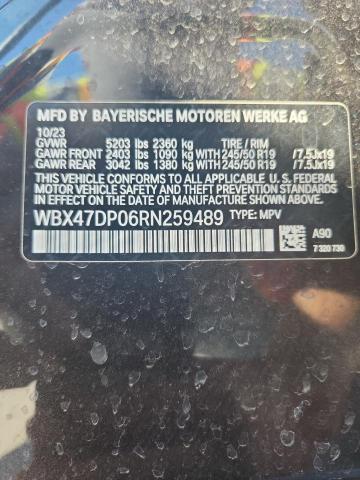 MFD BY BAYERISCHE MOTOREN WERKE AG
10/23
GVWR 5203 lbs 2360 kg TIRE / RIM
GAWR FRONT 2403 lbs 1090 kg WITH 245/50 R19 /7.5Jx19
GAWR REAR 3042 lbs 1380 kg WITH 245/50 R19 /7.5Jx19
THIS VEHICLE CONFORMS TO ALL APPLICABLE U. S. FEDERAL
MOTOR VEHICLE SAFETY STANDARDS IN EFFECT ON THE DATE OF
MANUFACTURE SHOWN ABOVE.
WBX47DP06RN259489 TYPE: MPV
A90
7 320 730